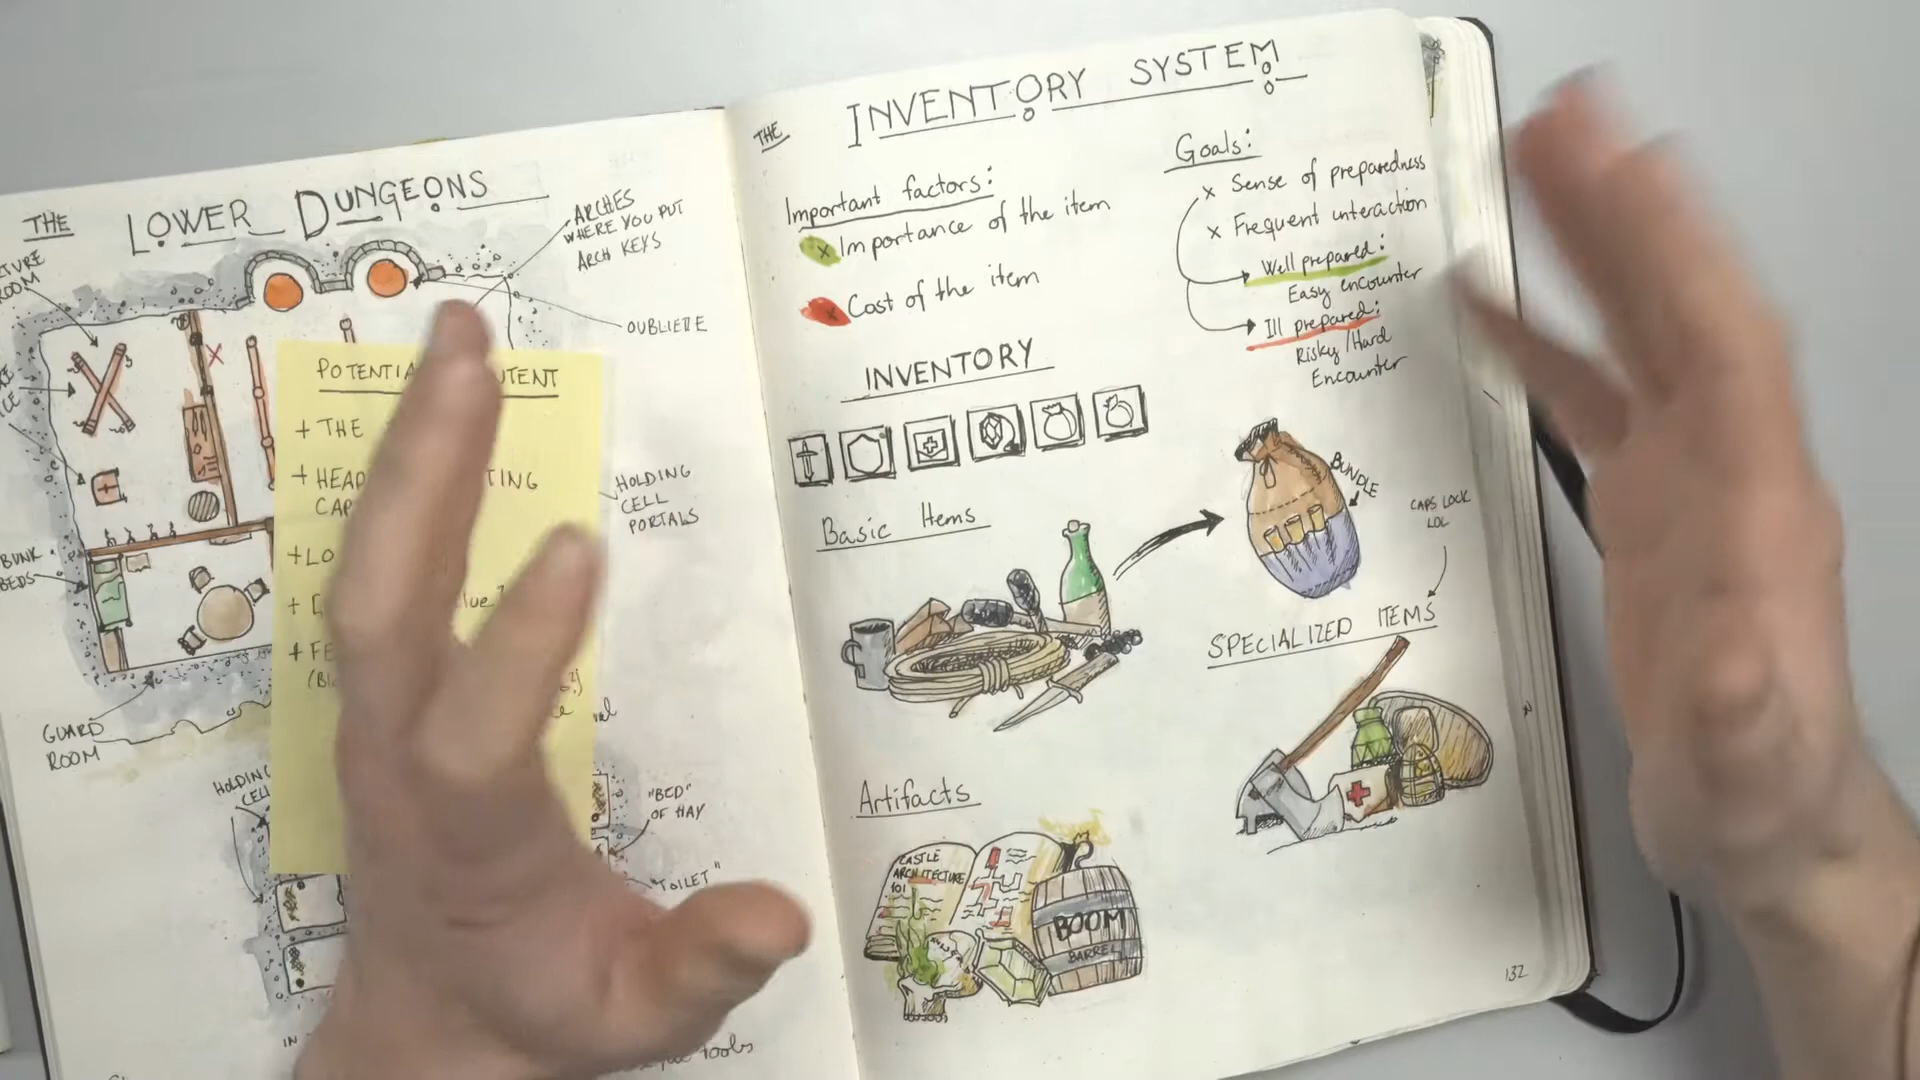 THE LOWER DUNGEONS
ARCHES
WHERE YOU PUT
ARCH KEYS
OUBLIETTE
ROOM
POTENTIA
+ THE
+ HEAD
CAP
+ LO
+
+ FE
HOLDING
CELL
PORTALS
BUNK
BEDS
GUARD
ROOM
HOLDING
CELL
"BED"
OF HAY
"TOILET"
IN
tools
THE INVENTORY SYSTEM
Important factors:
x Importance of the item
x Cost of the item
Goals:
x Sense of preparedness
x Frequent interaction
Well prepared:
Easy encounter
Ill prepared:
Risky/Hard
Encounter
INVENTORY
Basic Items
BUNDLE
CAPS LOCK
LOL
SPECIALIZED ITEMS
Artifacts
CASTLE
ARCHITECTURE
101
BOOM
BARREL
132